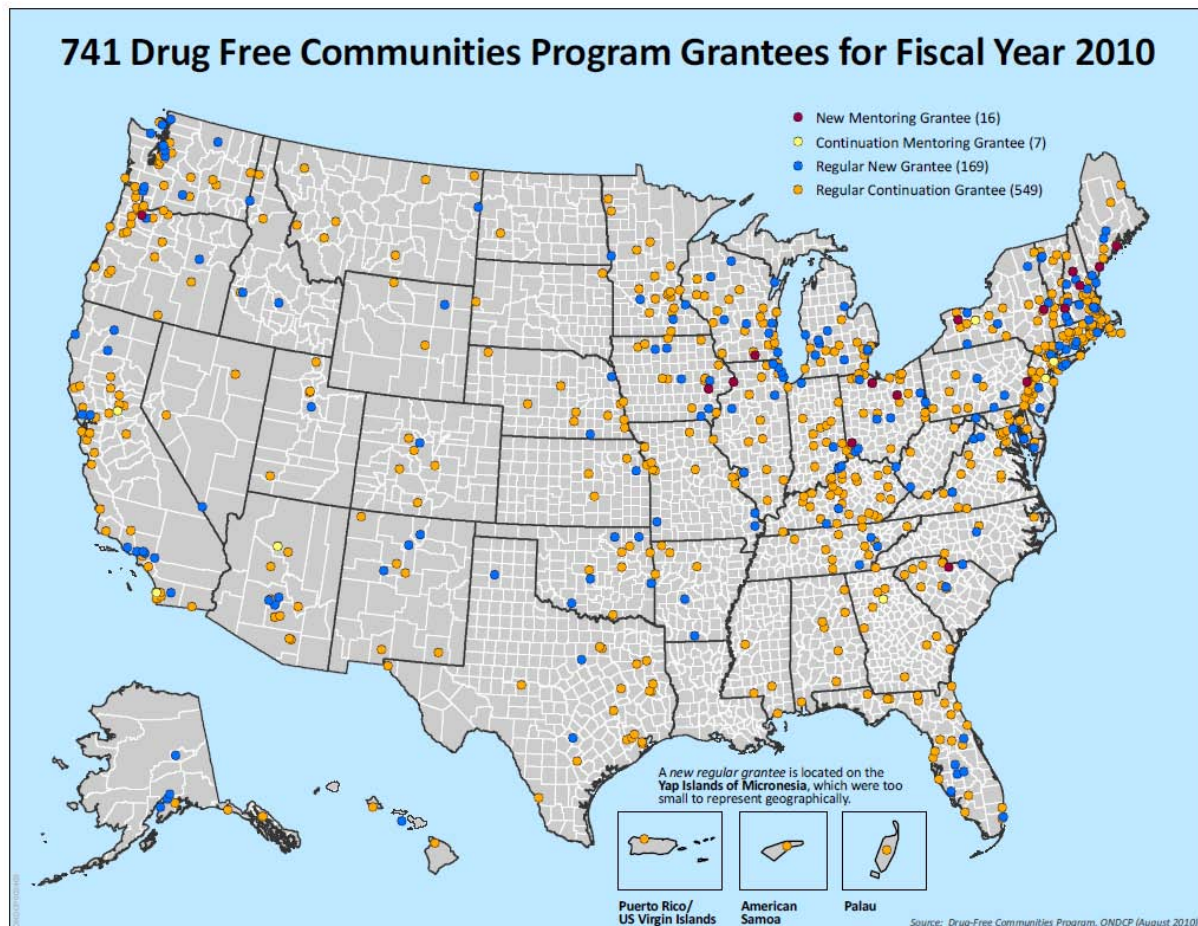 741 Drug Free Communities Program Grantees for Fiscal Year 2010
New Mentoring Grantee (16)
Continuation Mentoring Grantee (7)
Regular New Grantee (169)
Regular Continuation Grantee (549)
A new regular grantee is located on the
Yap Islands of Micronesia, which were too
small to represent geographically.
Puerto Rico/
US Virgin Islands
American
Samoa
Palau
Source: Drug-Free Communities Program, ONDCP (August 2010)